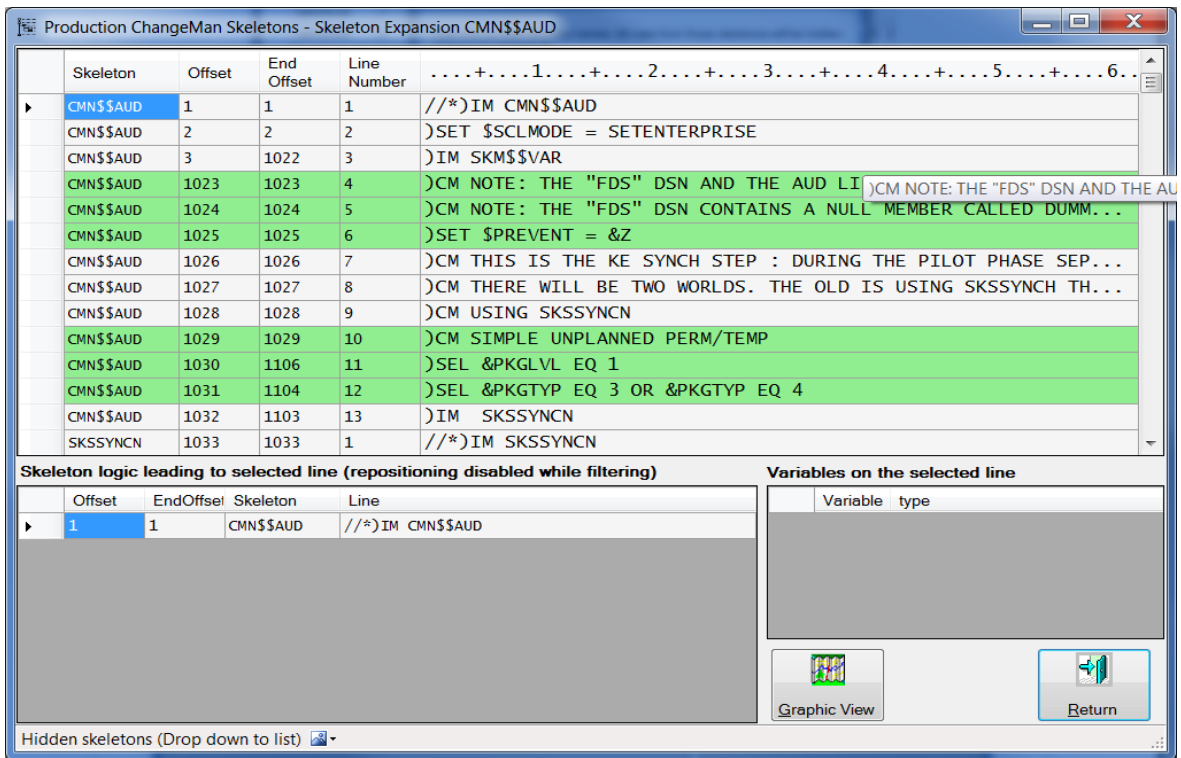 Production ChangeMan Skeletons - Skeleton Expansion CMN$$AUD
Skeleton Offset End Offset Line Number ....+....1....+....2....+....3....+....4....+....5....+....6..
CMN$$AUD 1 1 1 //*)IM CMN$$AUD
CMN$$AUD 2 2 2 )SET $SCLMODE = SETENTERPRISE
CMN$$AUD 3 1022 3 )IM SKM$$VAR
CMN$$AUD 1023 1023 4 )CM NOTE: THE "FDS" DSN AND THE AUD LI
)CM NOTE: THE "FDS" DSN AND THE AU
CMN$$AUD 1024 1024 5 )CM NOTE: THE "FDS" DSN CONTAINS A NULL MEMBER CALLED DUMM...
CMN$$AUD 1025 1025 6 )SET $PREVENT = &Z
CMN$$AUD 1026 1026 7 )CM THIS IS THE KE SYNCH STEP : DURING THE PILOT PHASE SEP...
CMN$$AUD 1027 1027 8 )CM THERE WILL BE TWO WORLDS. THE OLD IS USING SKSSYNCH TH...
CMN$$AUD 1028 1028 9 )CM USING SKSSYNCN
CMN$$AUD 1029 1029 10 )CM SIMPLE UNPLANNED PERM/TEMP
CMN$$AUD 1030 1106 11 )SEL &PKGLVL EQ 1
CMN$$AUD 1031 1104 12 )SEL &PKGTYP EQ 3 OR &PKGTYP EQ 4
CMN$$AUD 1032 1103 13 )IM  SKSSYNCN
SKSSYNCN 1033 1033 1 //*)IM SKSSYNCN
Skeleton logic leading to selected line (repositioning disabled while filtering)
Offset EndOffset Skeleton Line
1 1 CMN$$AUD //*)IM CMN$$AUD
Variables on the selected line
Variable type
Graphic View
Return
Hidden skeletons (Drop down to list)